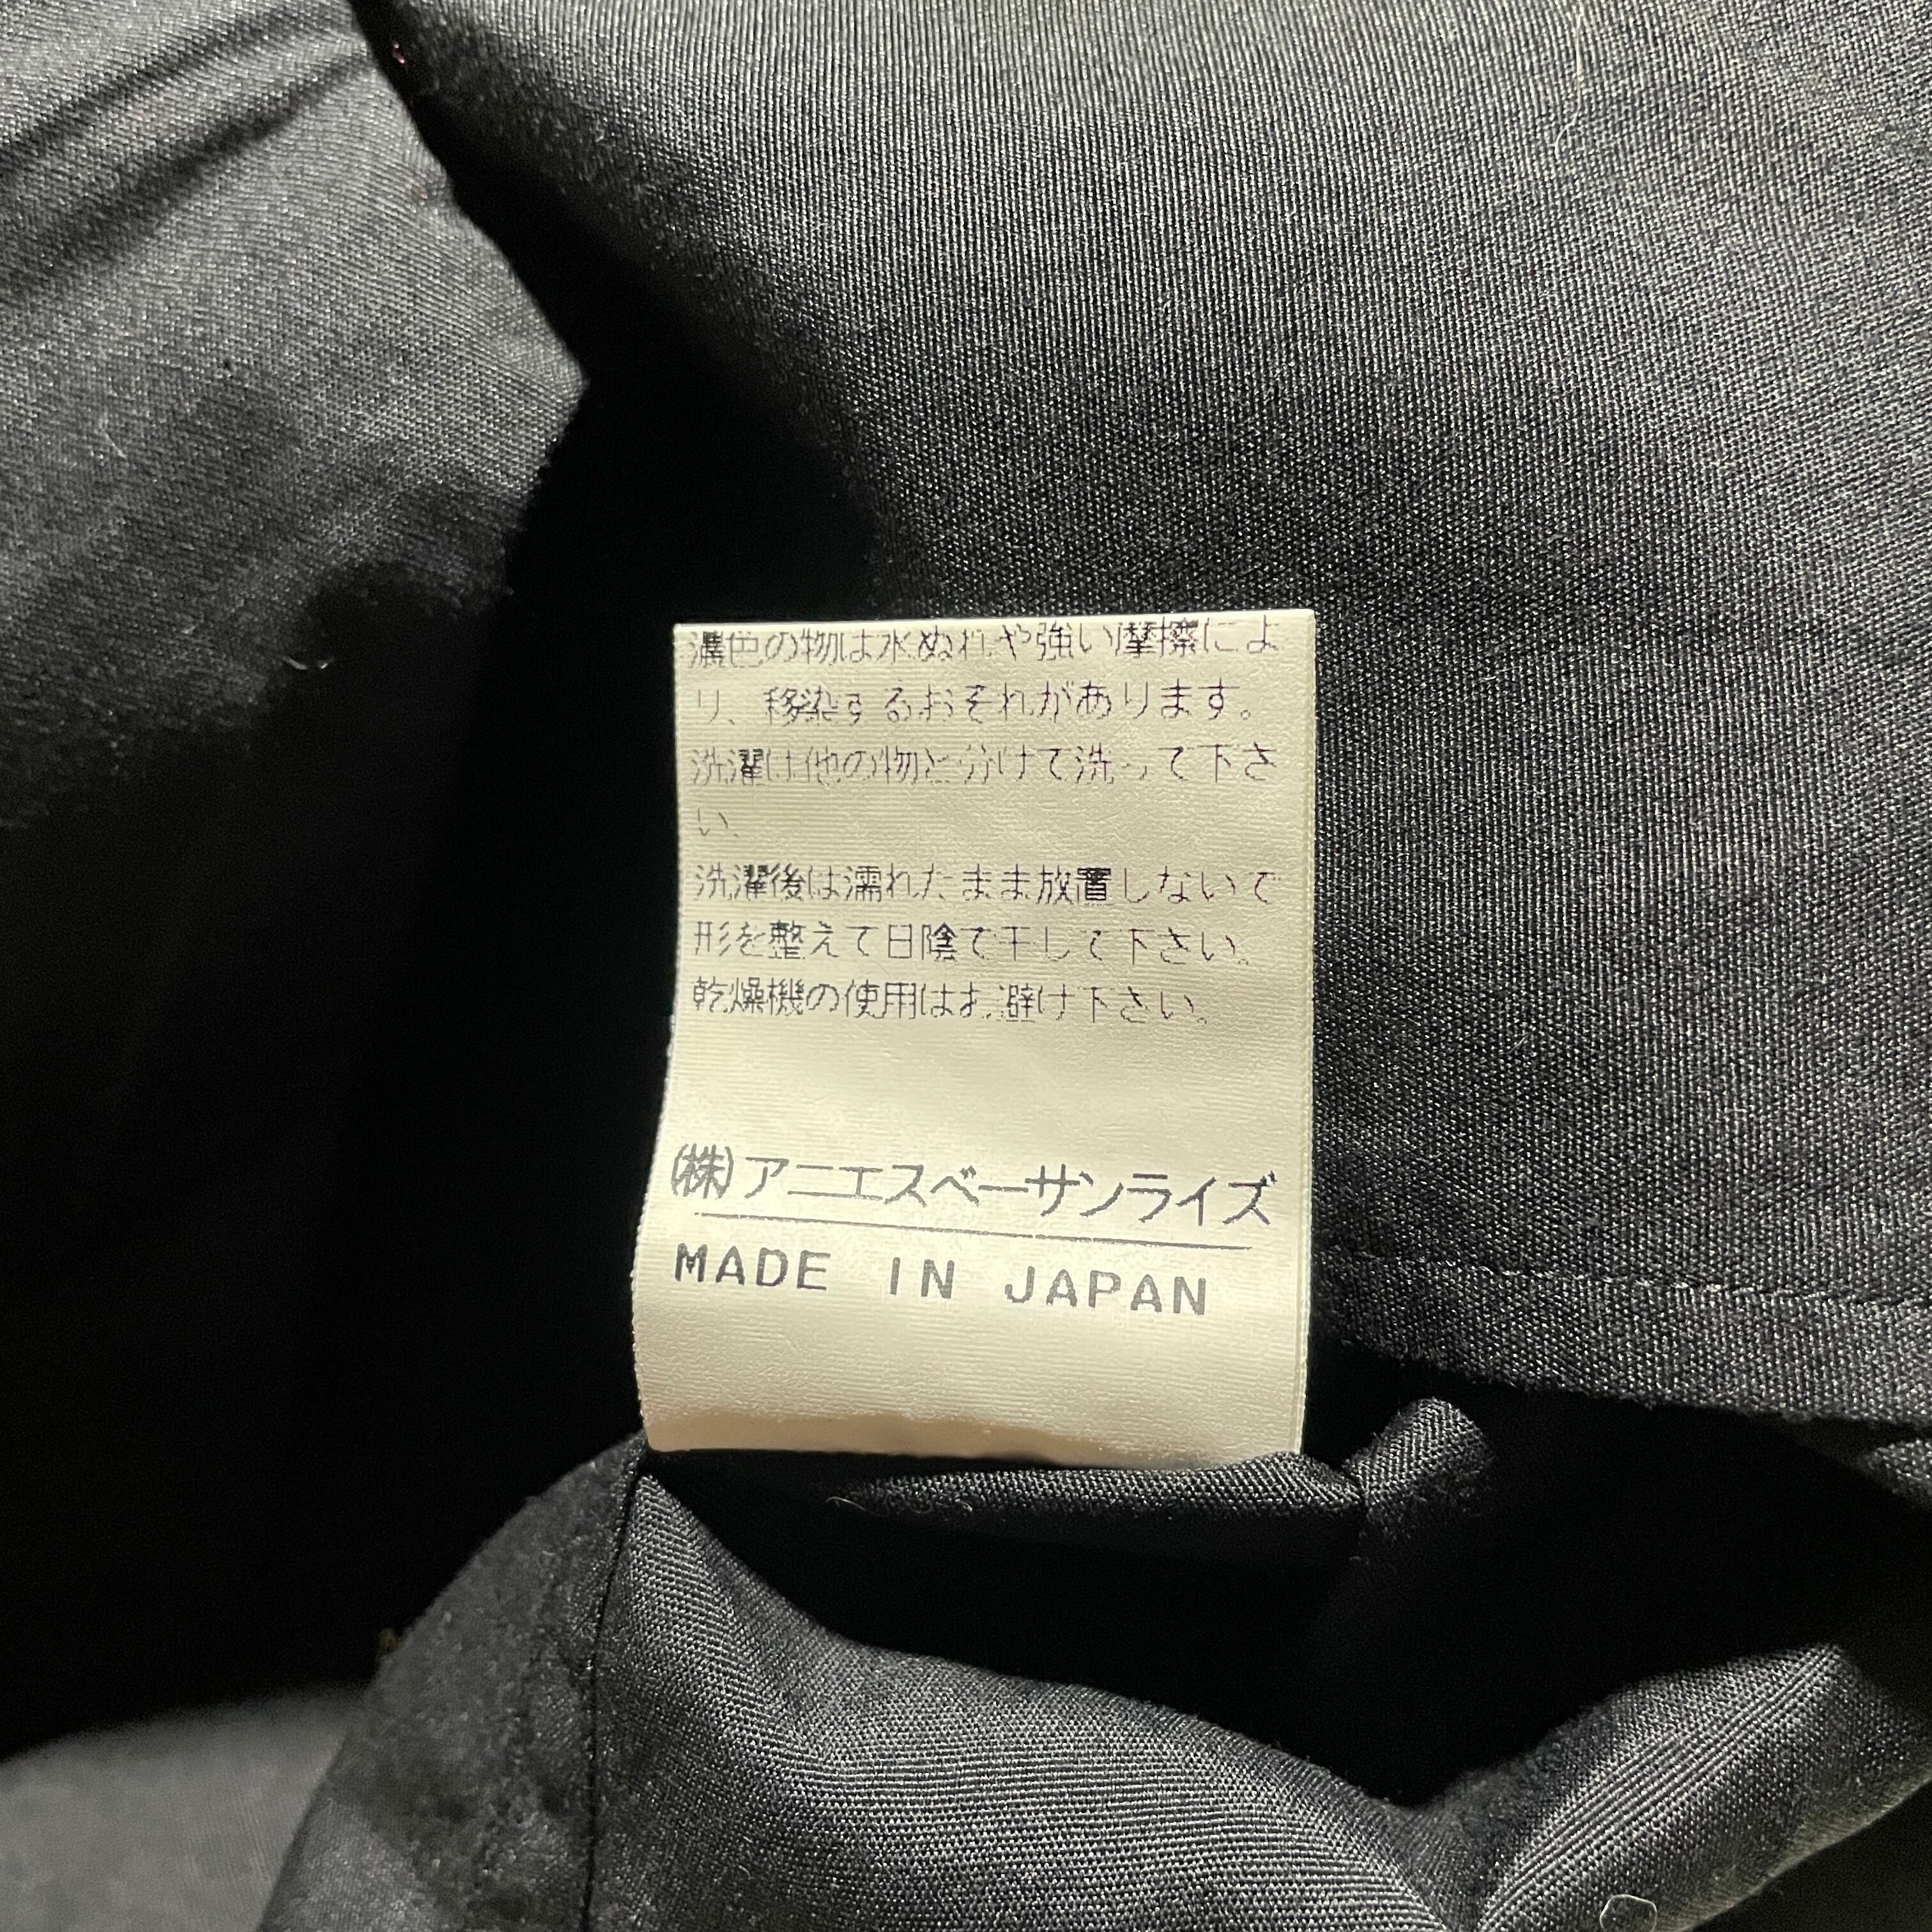 濃色の物は水ぬれや強い摩擦によ
り、移染するおそれがあります。
洗濯は他の物と分けて洗って下さ
い。
洗濯後は濡れたまま放置しないで
形を整えて日陰で干して下さい。
乾燥機の使用はお避け下さい。
(株)アニエスベーサンライズ
MADE IN JAPAN